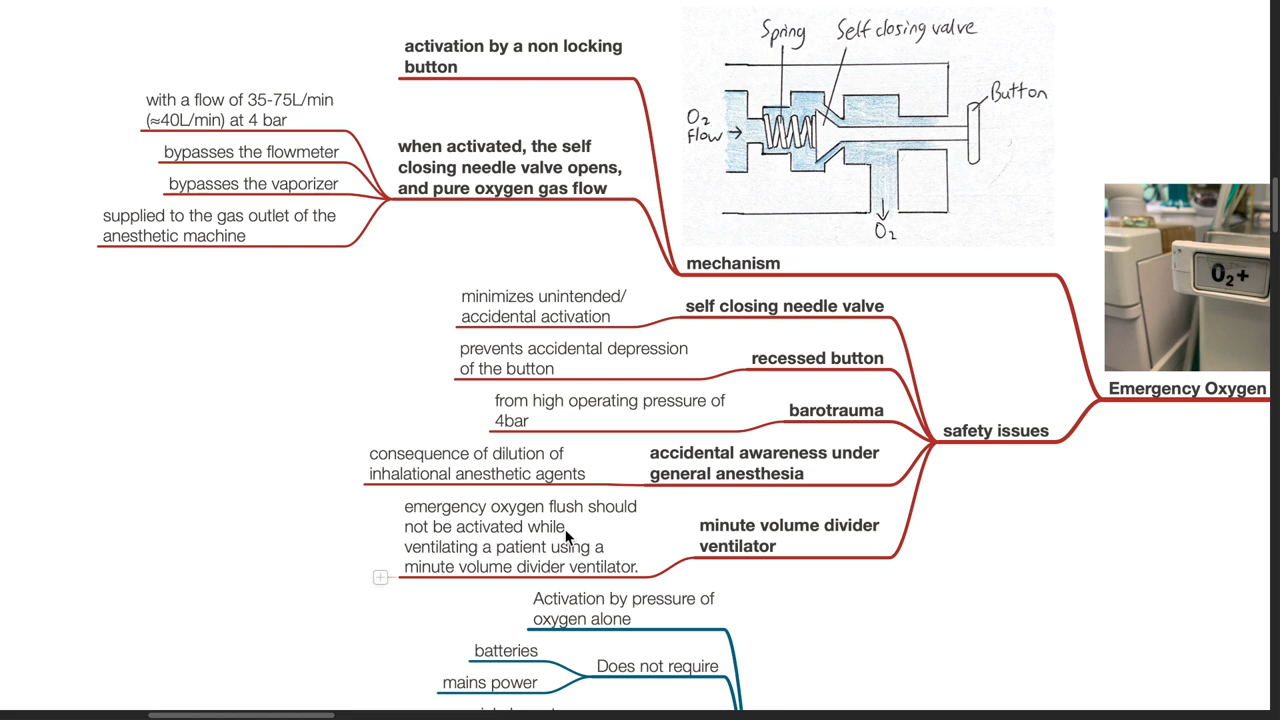 Spring
Self closing valve
Button
O₂
flow
O₂
activation by a non locking
button
with a flow of 35-75L/min
(≈40L/min) at 4 bar
bypasses the flowmeter
bypasses the vaporizer
supplied to the gas outlet of the
anesthetic machine
when activated, the self
closing needle valve opens,
and pure oxygen gas flow
mechanism
O₂+
Emergency Oxygen
minimizes unintended/
accidental activation
self closing needle valve
prevents accidental depression
of the button
recessed button
from high operating pressure of
4bar
barotrauma
safety issues
consequence of dilution of
inhalational anesthetic agents
accidental awareness under
general anesthesia
emergency oxygen flush should
not be activated while
ventilating a patient using a
minute volume divider ventilator.
minute volume divider
ventilator
Activation by pressure of
oxygen alone
batteries
mains power
Does not require